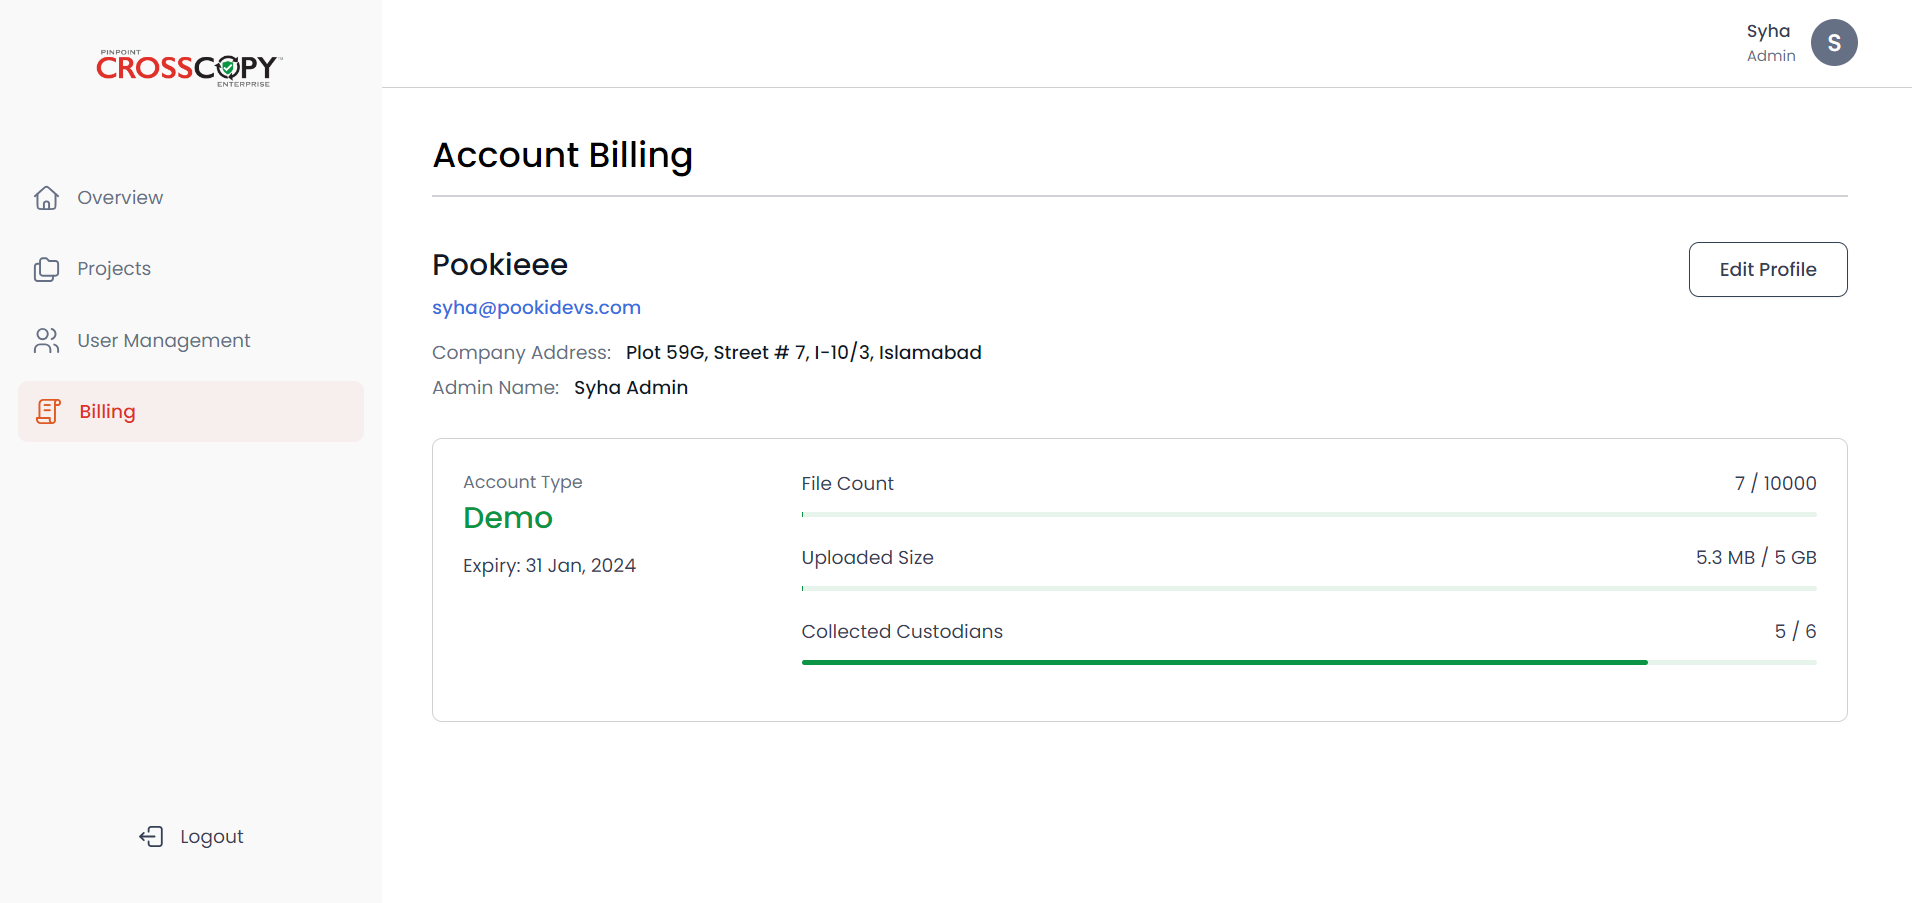 PINPOINT
CROSSCOPY™
ENTERPRISE
Overview
Projects
User Management
Billing
Logout
Syha
Admin
S
Account Billing
Pookieee
Edit Profile
syha@pookidevs.com
Company Address: Plot 59G, Street # 7, I-10/3, Islamabad
Admin Name: Syha Admin
Account Type
Demo
Expiry: 31 Jan, 2024
File Count 7 / 10000
Uploaded Size 5.3 MB / 5 GB
Collected Custodians 5 / 6